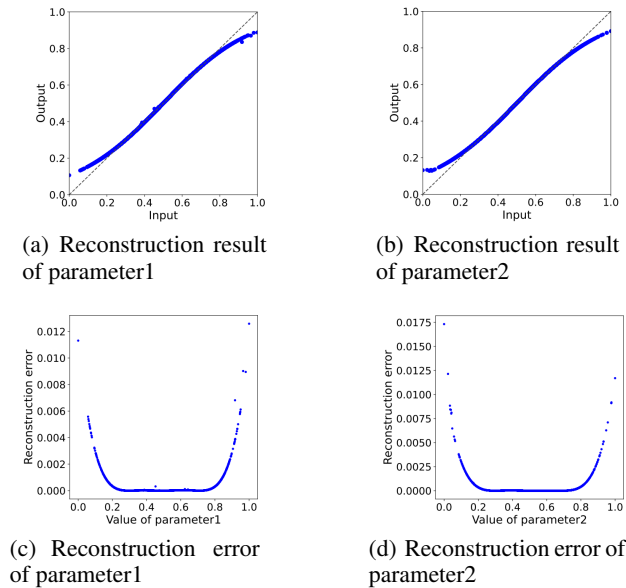 1.0
0.8
0.6
0.4
0.2
0.0
Output
0.0 0.2 0.4 0.6 0.8 1.0
Input
(a) Reconstruction result
of parameter1
1.0
0.8
0.6
0.4
0.2
0.0
Output
0.0 0.2 0.4 0.6 0.8 1.0
Input
(b) Reconstruction result
of parameter2
0.012
0.010
0.008
0.006
0.004
0.002
0.000
Reconstruction error
0.0 0.2 0.4 0.6 0.8 1.0
Value of parameter1
(c) Reconstruction error
of parameter1
0.0175
0.0150
0.0125
0.0100
0.0075
0.0050
0.0025
0.0000
Reconstruction error
0.0 0.2 0.4 0.6 0.8 1.0
Value of parameter2
(d) Reconstruction error of
parameter2